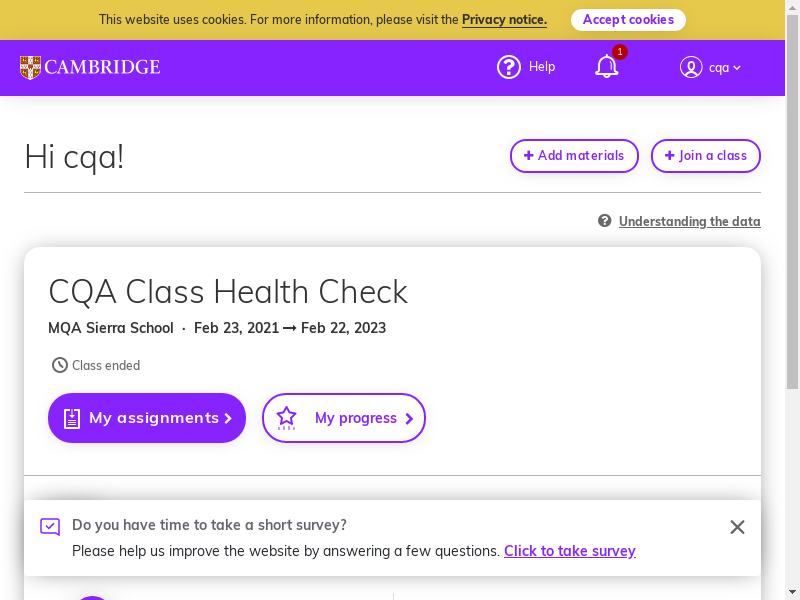 This website uses cookies. For more information, please visit the Privacy notice.
Accept cookies
CAMBRIDGE
Help
1
cqa
Hi cqa!
Add materials
Join a class
Understanding the data
CQA Class Health Check
MQA Sierra School · Feb 23, 2021 → Feb 22, 2023
Class ended
My assignments
My progress
Do you have time to take a short survey?
Please help us improve the website by answering a few questions. Click to take survey